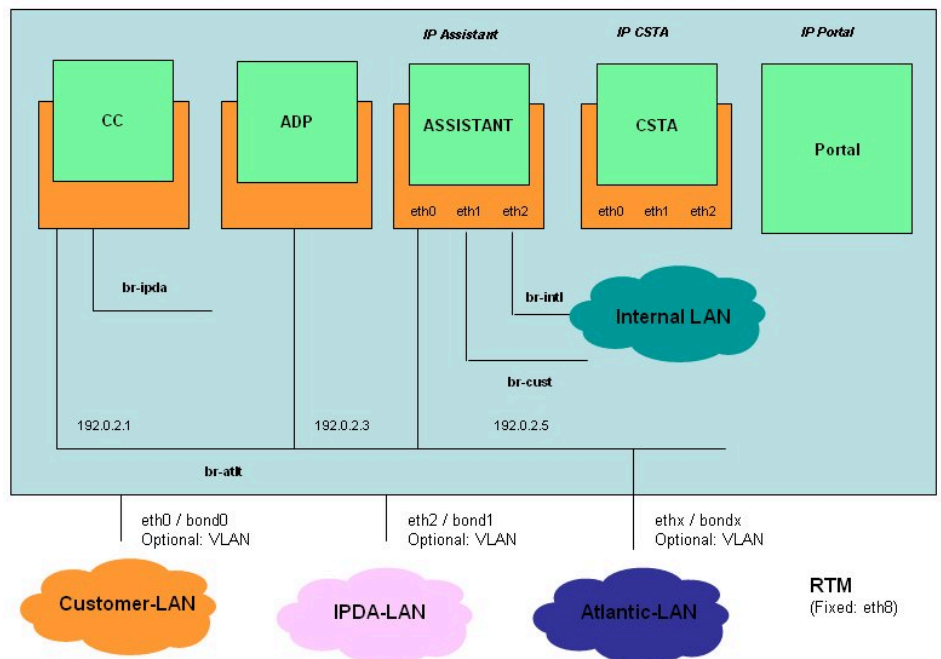 IP Assistant
IP CSTA
IP Portal
CC
ADP
ASSISTANT
CSTA
Portal
eth0 eth1 eth2
eth0 eth1 eth2
br-ipda
br-intl
Internal LAN
br-cust
192.0.2.1
192.0.2.3
192.0.2.5
br-atlt
eth0 / bond0
Optional: VLAN
eth2 / bond1
Optional: VLAN
ethx / bondx
Optional: VLAN
Customer-LAN
IPDA-LAN
Atlantic-LAN
RTM
(Fixed: eth8)